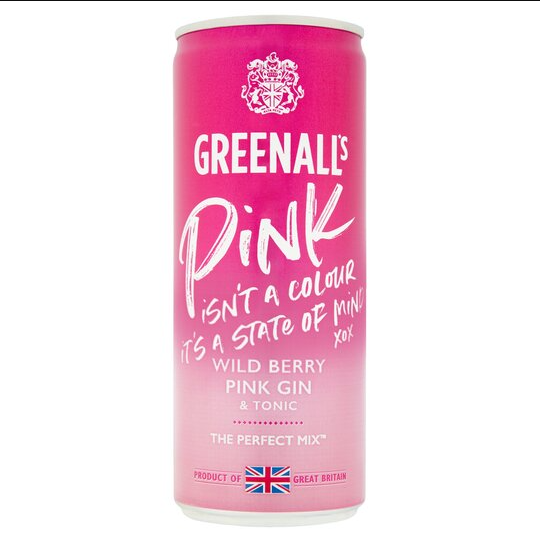 GREENALL'S
PiNK
iSN'T A COLOUR
iT'S A STATe OF MiND
xox
WILD BERRY
PINK GIN
& TONIC
THE PERFECT MIX™
PRODUCT OF GREAT BRITAIN